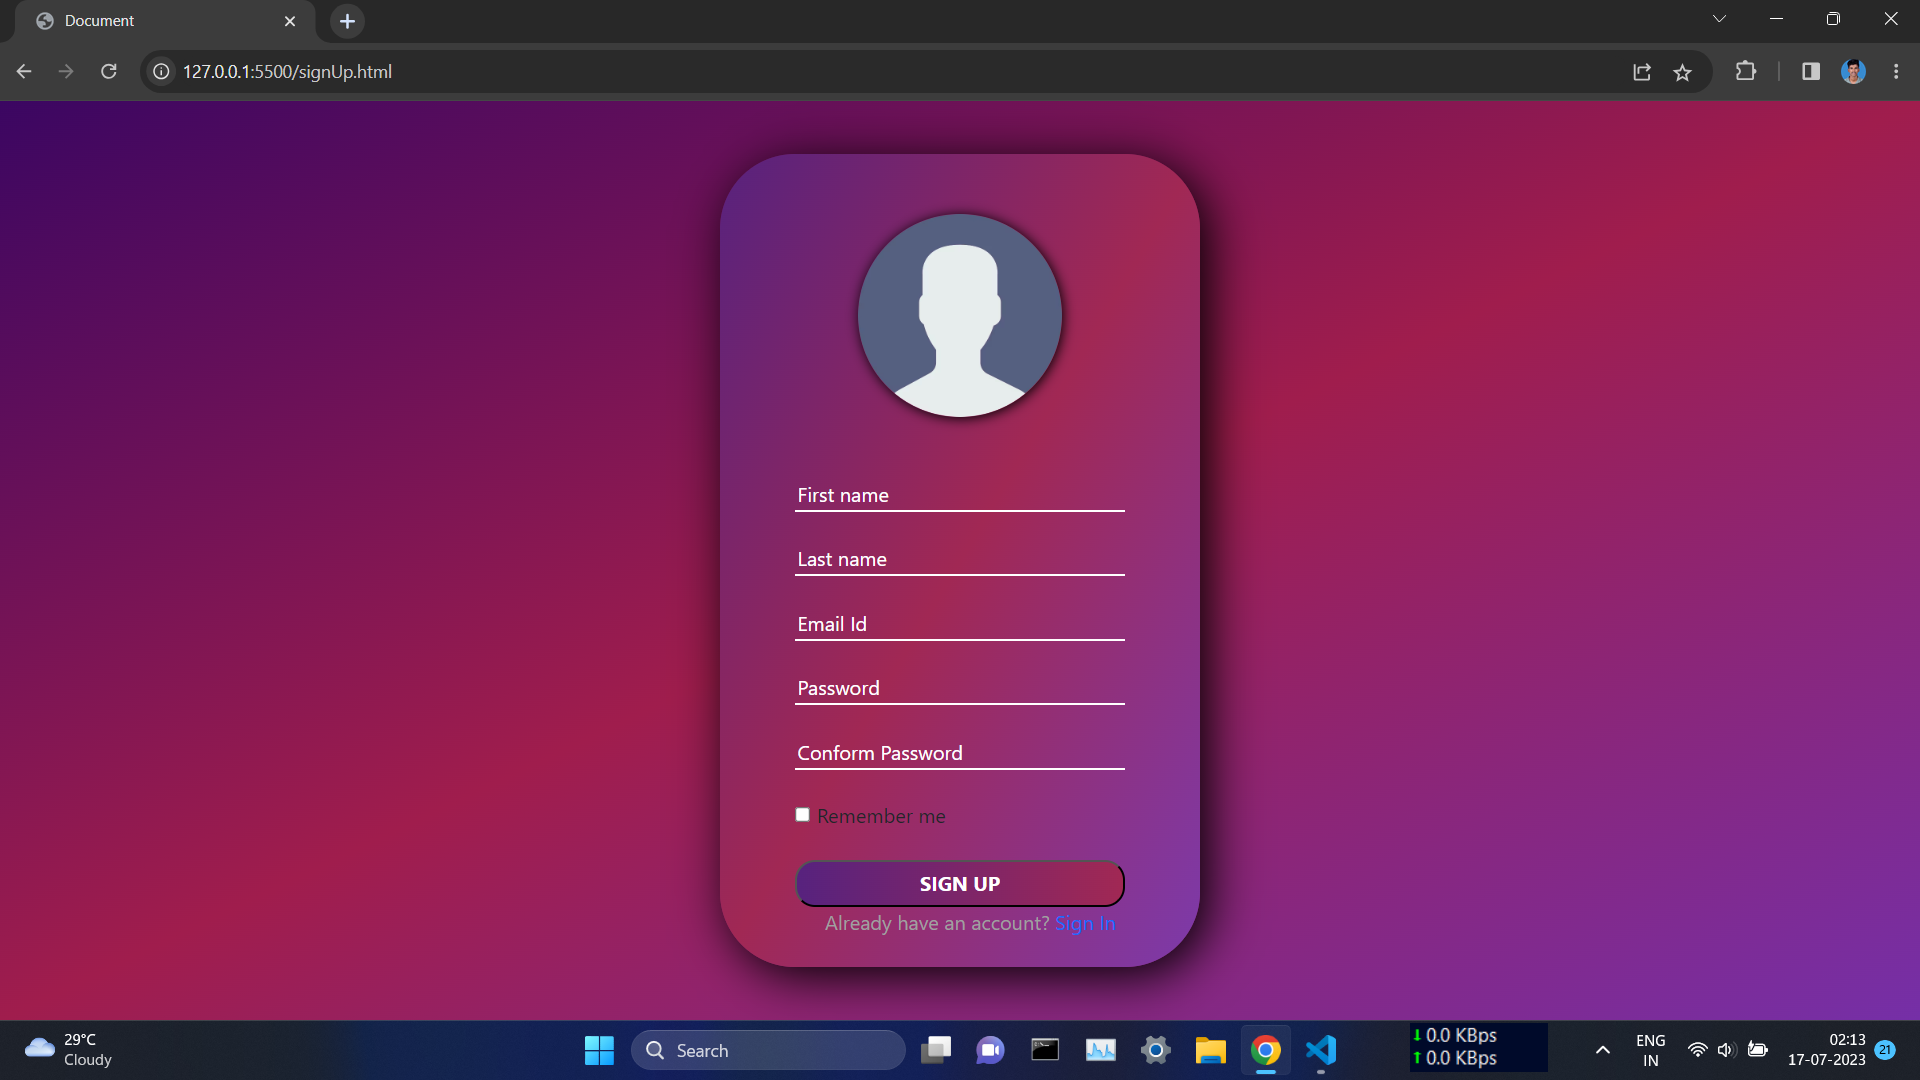 Document
127.0.0.1:5500/signUp.html
First name
Last name
Email Id
Password
Conform Password
Remember me
SIGN UP
Already have an account? Sign In
29°C
Cloudy
Search
↓ 0.0 KBps
↑ 0.0 KBps
ENG
IN
02:13
17-07-2023
21